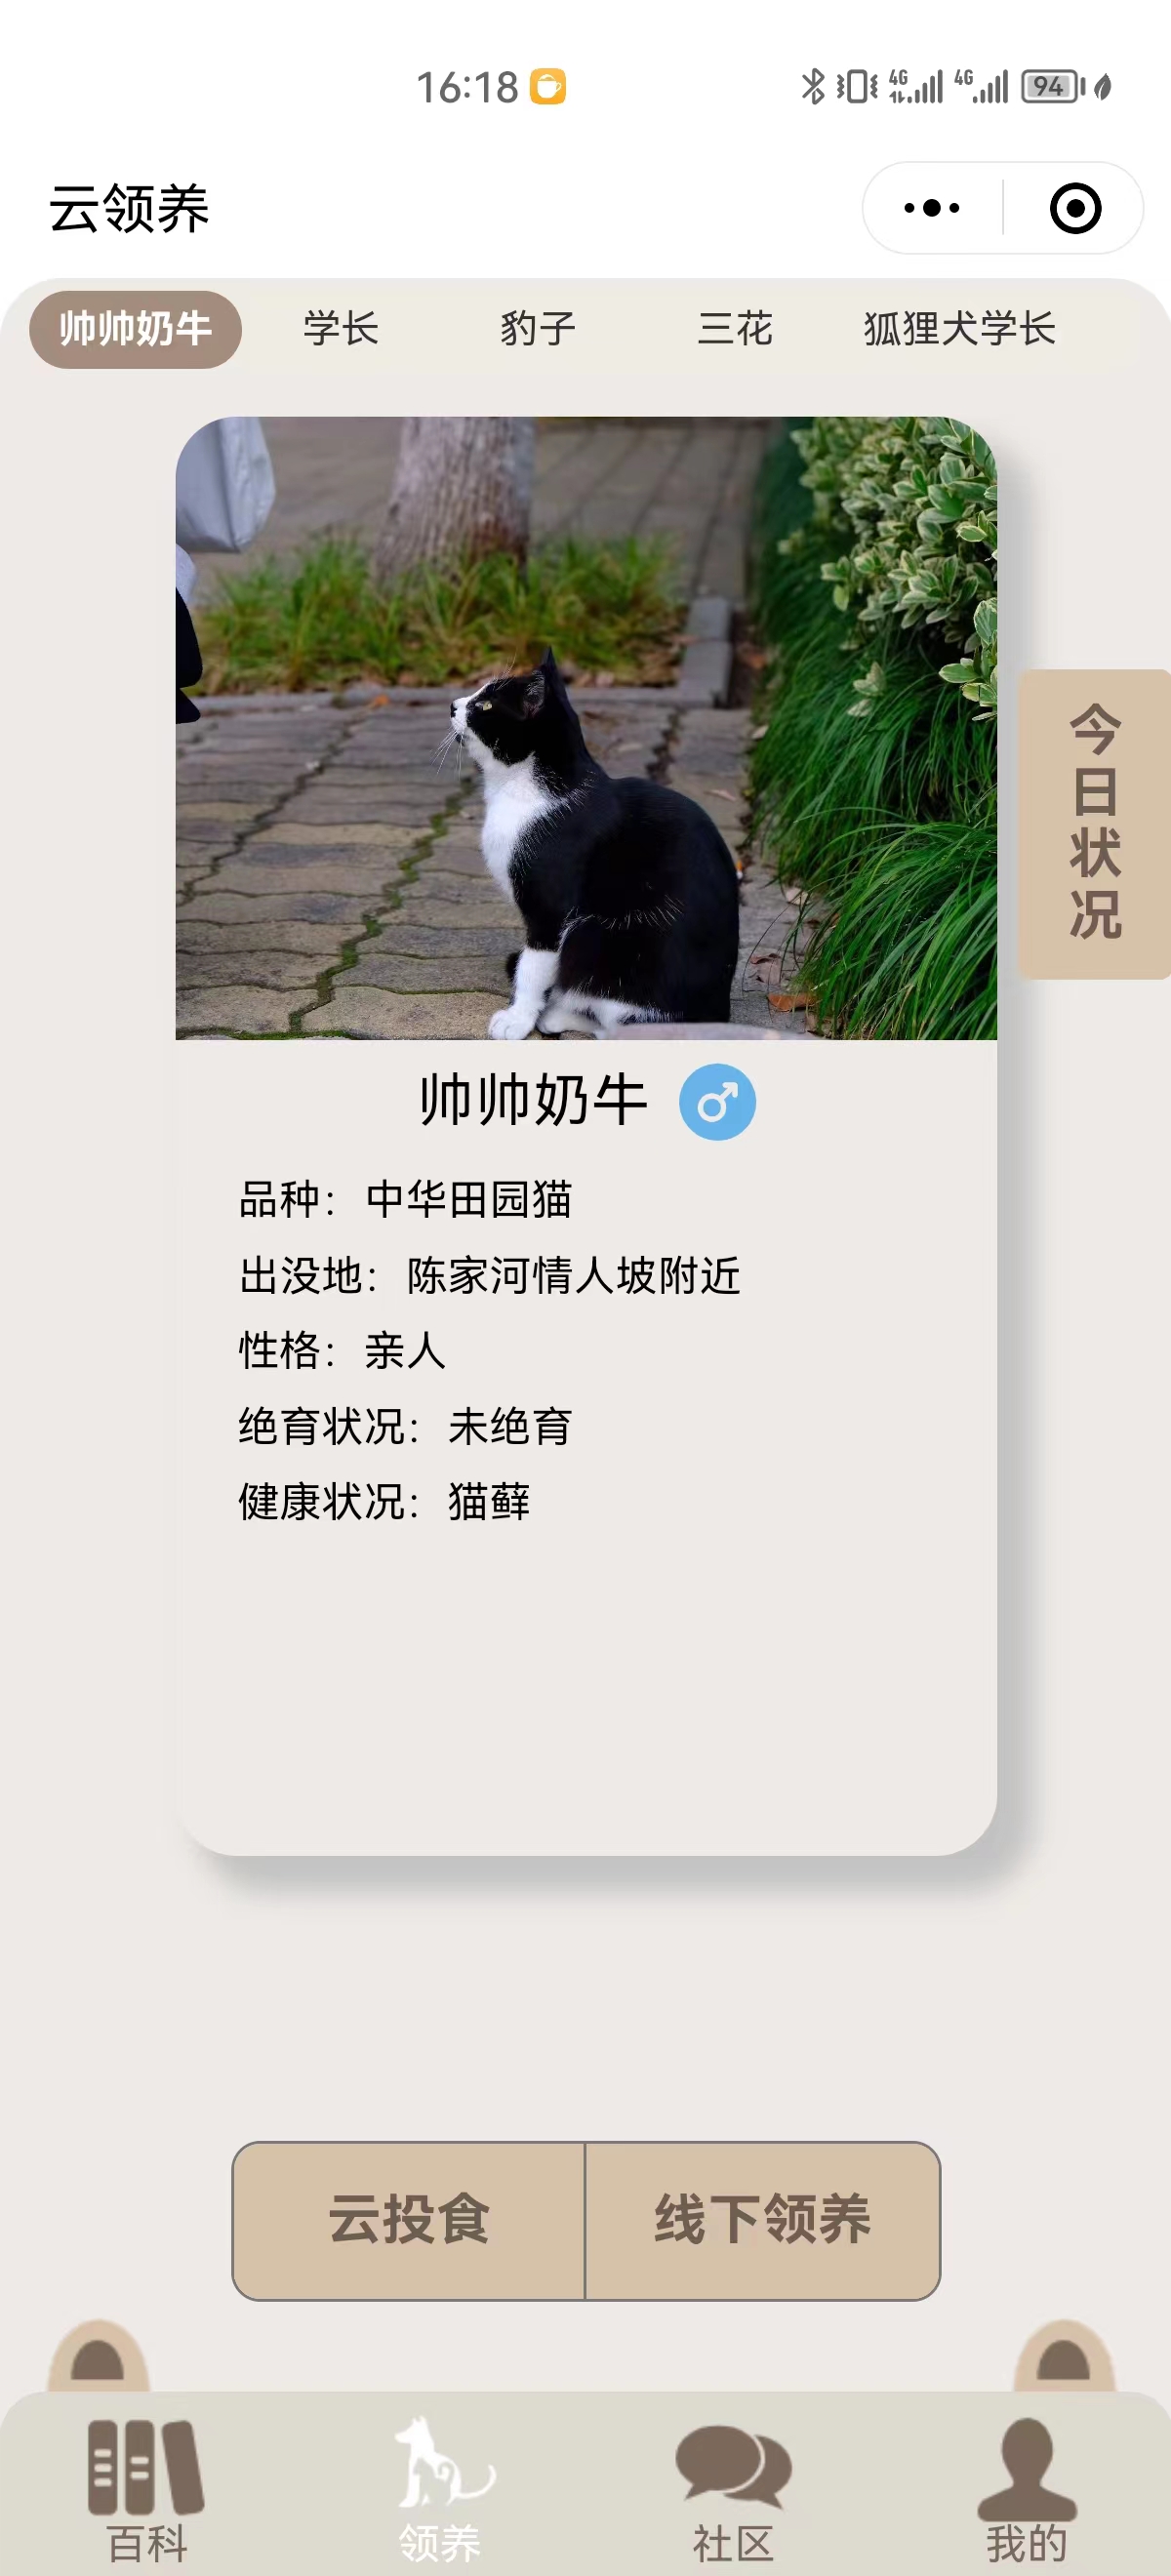 16:18
4G 4G 94
云领养
帅帅奶牛 学长 豹子 三花 狐狸犬学长
今日状况
帅帅奶牛
品种：中华田园猫
出没地：陈家河情人坡附近
性格：亲人
绝育状况：未绝育
健康状况：猫藓
云投食 线下领养
百科 领养 社区 我的